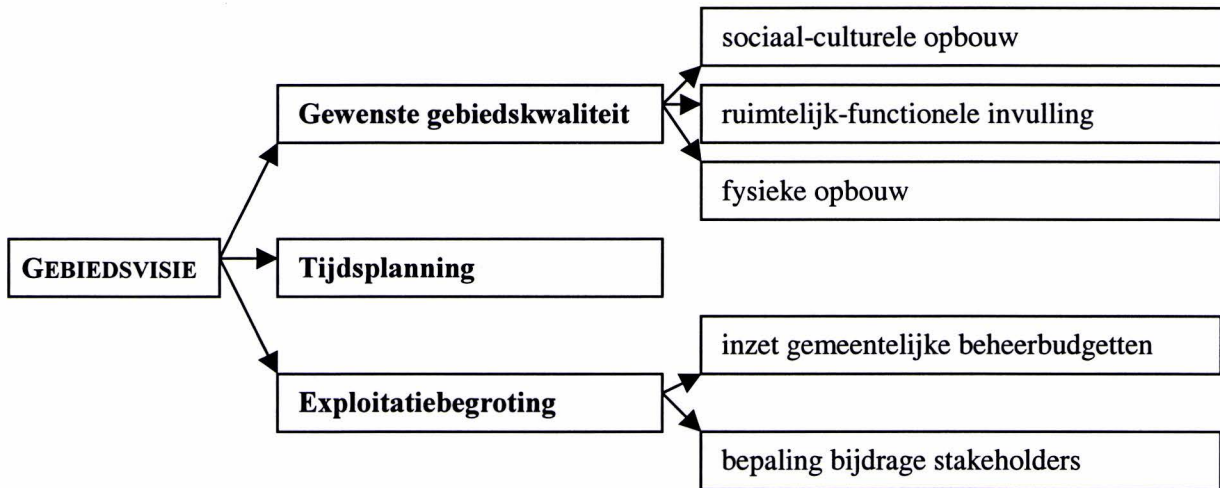 sociaal-culturele opbouw
Gewenste gebiedskwaliteit
ruimtelijk-functionele invulling
fysieke opbouw
GEBIEDSVISIE
Tijdsplanning
inzet gemeentelijke beheerbudgetten
Exploitatiebegroting
bepaling bijdrage stakeholders